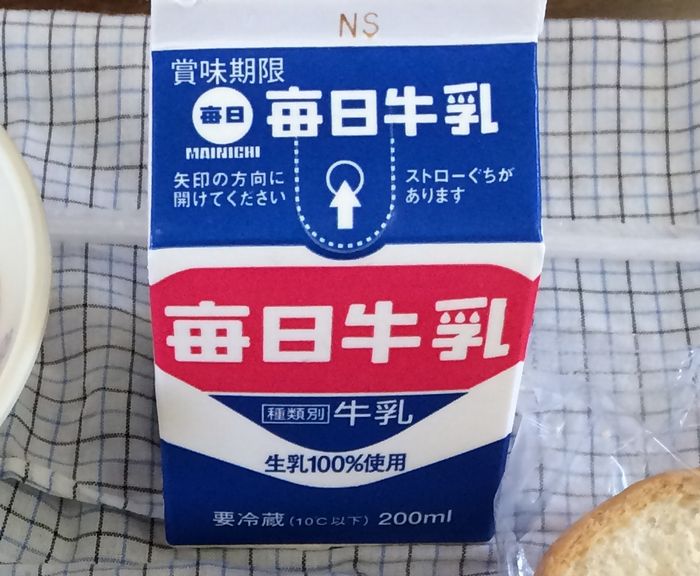 NS
賞味期限
毎日 毎日牛乳
MAINICHI
矢印の方向に
開けてください
ストローぐちが
あります
毎日牛乳
種類別 牛乳
生乳100%使用
要冷蔵(10C以下) 200ml